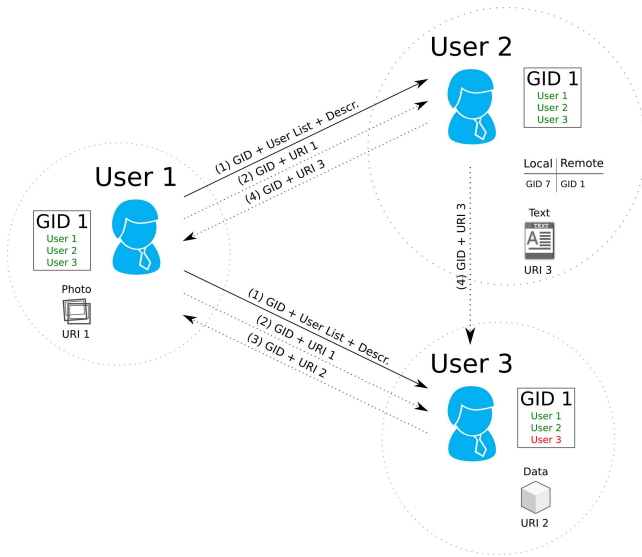 User 2
GID 1
User 1
User 2
User 3
(1) GID + User List + Descr.
(2) GID + URI 1
(4) GID + URI 3
Local Remote
GID 7 GID 1
Text
TEXT
A
URI 3
User 1
GID 1
User 1
User 2
User 3
Photo
URI 1
(4) GID + URI 3
(1) GID + User List + Descr.
(2) GID + URI 1
(3) GID + URI 2
User 3
GID 1
User 1
User 2
User 3
Data
URI 2